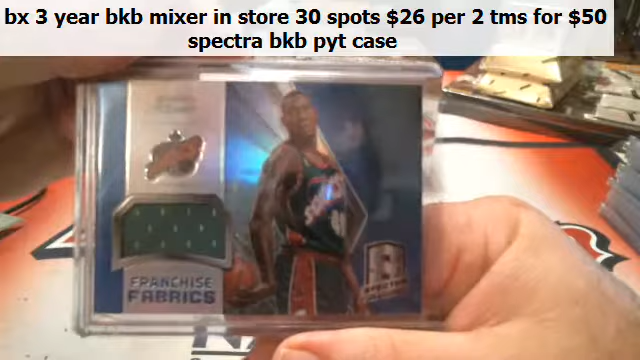 bx 3 year bkb mixer in store 30 spots $26 per 2 tms for $50
spectra bkb pyt case
FRANCHISE
FABRICS
SPECTRA